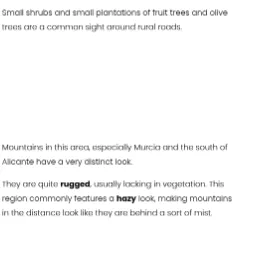 Small shrubs and small plantations of fruit trees and olive
trees are a common sight around rural roads.
Mountains in this area, especially Murcia and the south of
Alicante have a very distinct look.
They are quite rugged, usually lacking in vegetation. This
region commonly features a hazy look, making mountains
in the distance look like they are behind a sort of mist.